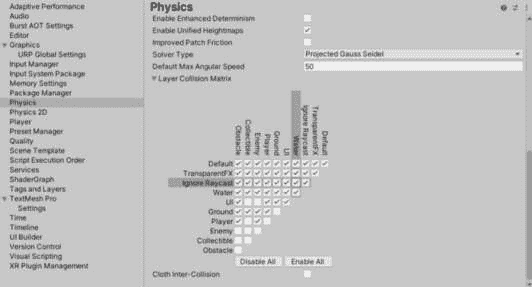 Adaptive Performance
Audio
Burst AOT Settings
Editor
Graphics
URP Global Settings
Input Manager
Input System Package
Memory Settings
Package Manager
Physics
Physics 2D
Player
Preset Manager
Quality
Scene Template
Script Execution Order
Services
ShaderGraph
Tags and Layers
TextMesh Pro
Settings
Time
Timeline
UI Builder
Version Control
Visual Scripting
XR Plugin Management
Physics
Enable Enhanced Determinism
Enable Unified Heightmaps
Improved Patch Friction
Solver Type Projected Gauss Seidel
Default Max Angular Speed 50
Layer Collision Matrix
Obstacle
Collectible
Enemy
Player
Ground
UI
Water
Ignore Raycast
TransparentFX
Default
Default
TransparentFX
Ignore Raycast
Water
UI
Ground
Player
Enemy
Collectible
Obstacle
Disable All Enable All
Cloth Inter-Collision